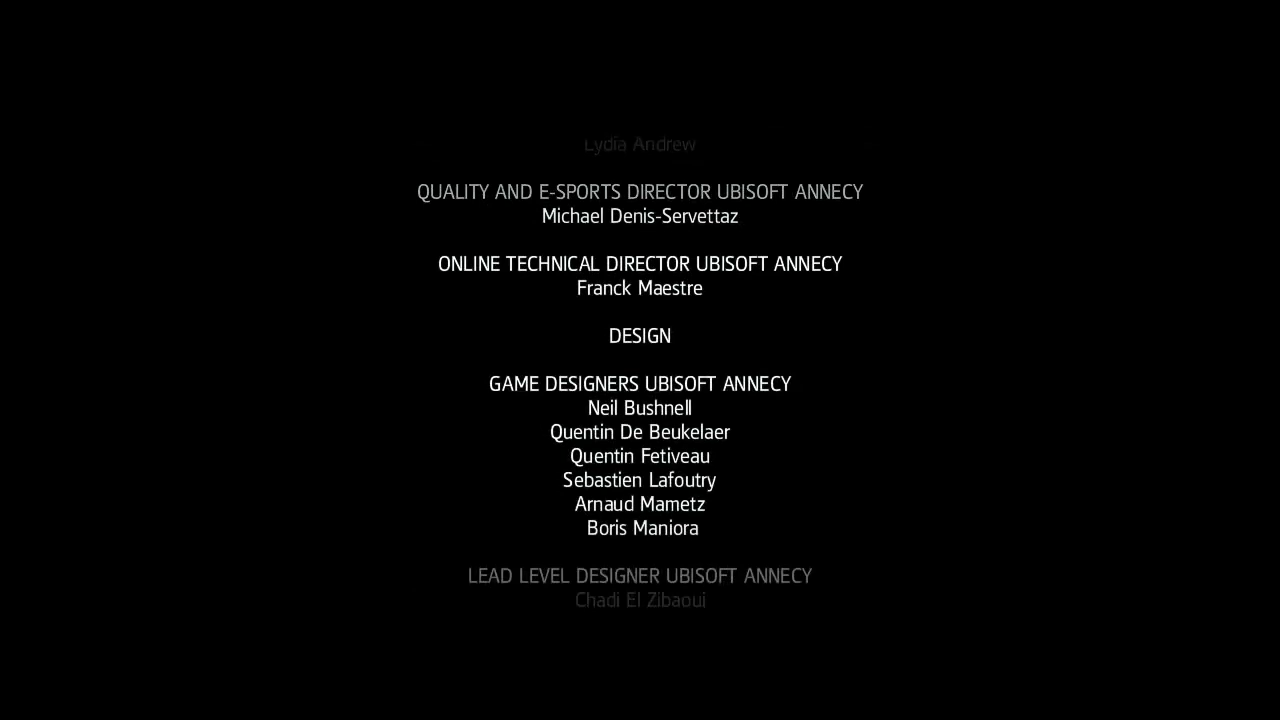 Lydia Andrew
QUALITY AND E-SPORTS DIRECTOR UBISOFT ANNECY
Michael Denis-Servettaz
ONLINE TECHNICAL DIRECTOR UBISOFT ANNECY
Franck Maestre
DESIGN
GAME DESIGNERS UBISOFT ANNECY
Neil Bushnell
Quentin De Beukelaer
Quentin Fetiveau
Sebastien Lafoutry
Arnaud Mametz
Boris Maniora
LEAD LEVEL DESIGNER UBISOFT ANNECY
Chadi El Zibaoui